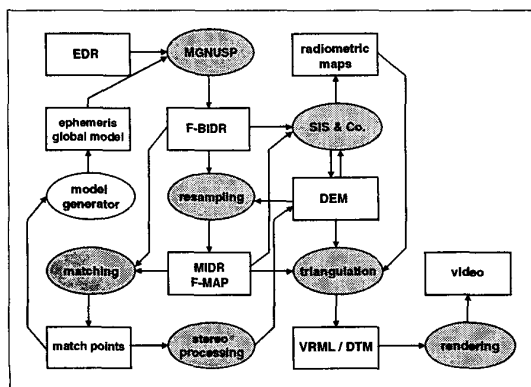 EDR
MGNUSP
radiometric
maps
ephemeris
global model
F-BIDR
SIS & Co.
model
generator
resampling
DEM
matching
MIDR
F-MAP
triangulation
video
match points
stereo
processing
VRML / DTM
rendering